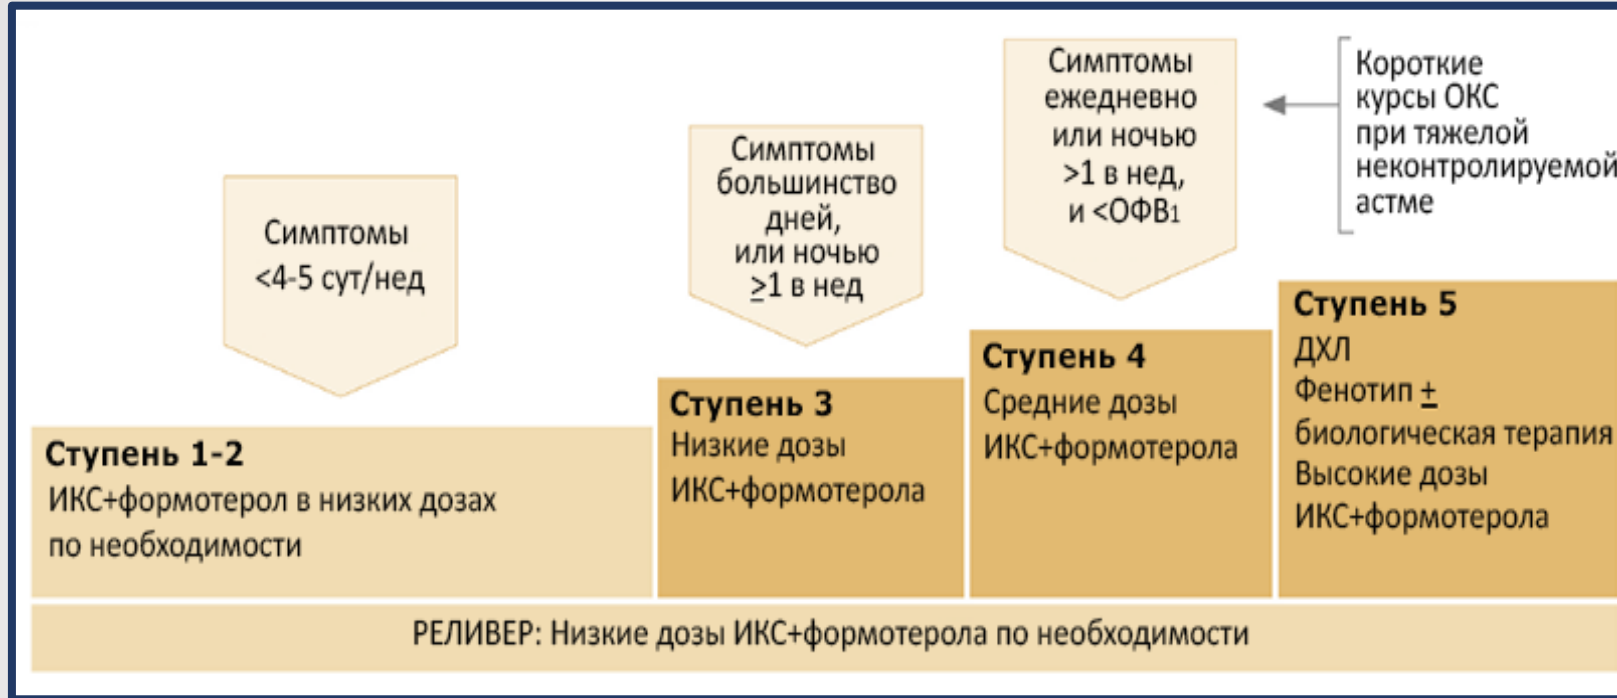 Симптомы
<4-5 сут/нед
Симптомы
большинство
дней,
или ночью
≥1 в нед
Симптомы
ежедневно
или ночью
>1 в нед,
и <ОФВ1
Короткие
курсы ОКС
при тяжелой
неконтролируемой
астме
Ступень 1-2
ИКС+формотерол в низких дозах
по необходимости
Ступень 3
Низкие дозы
ИКС+формотерола
Ступень 4
Средние дозы
ИКС+формотерола
Ступень 5
ДХЛ
Фенотип ±
биологическая терапия
Высокие дозы
ИКС+формотерола
РЕЛИВЕР: Низкие дозы ИКС+формотерола по необходимости